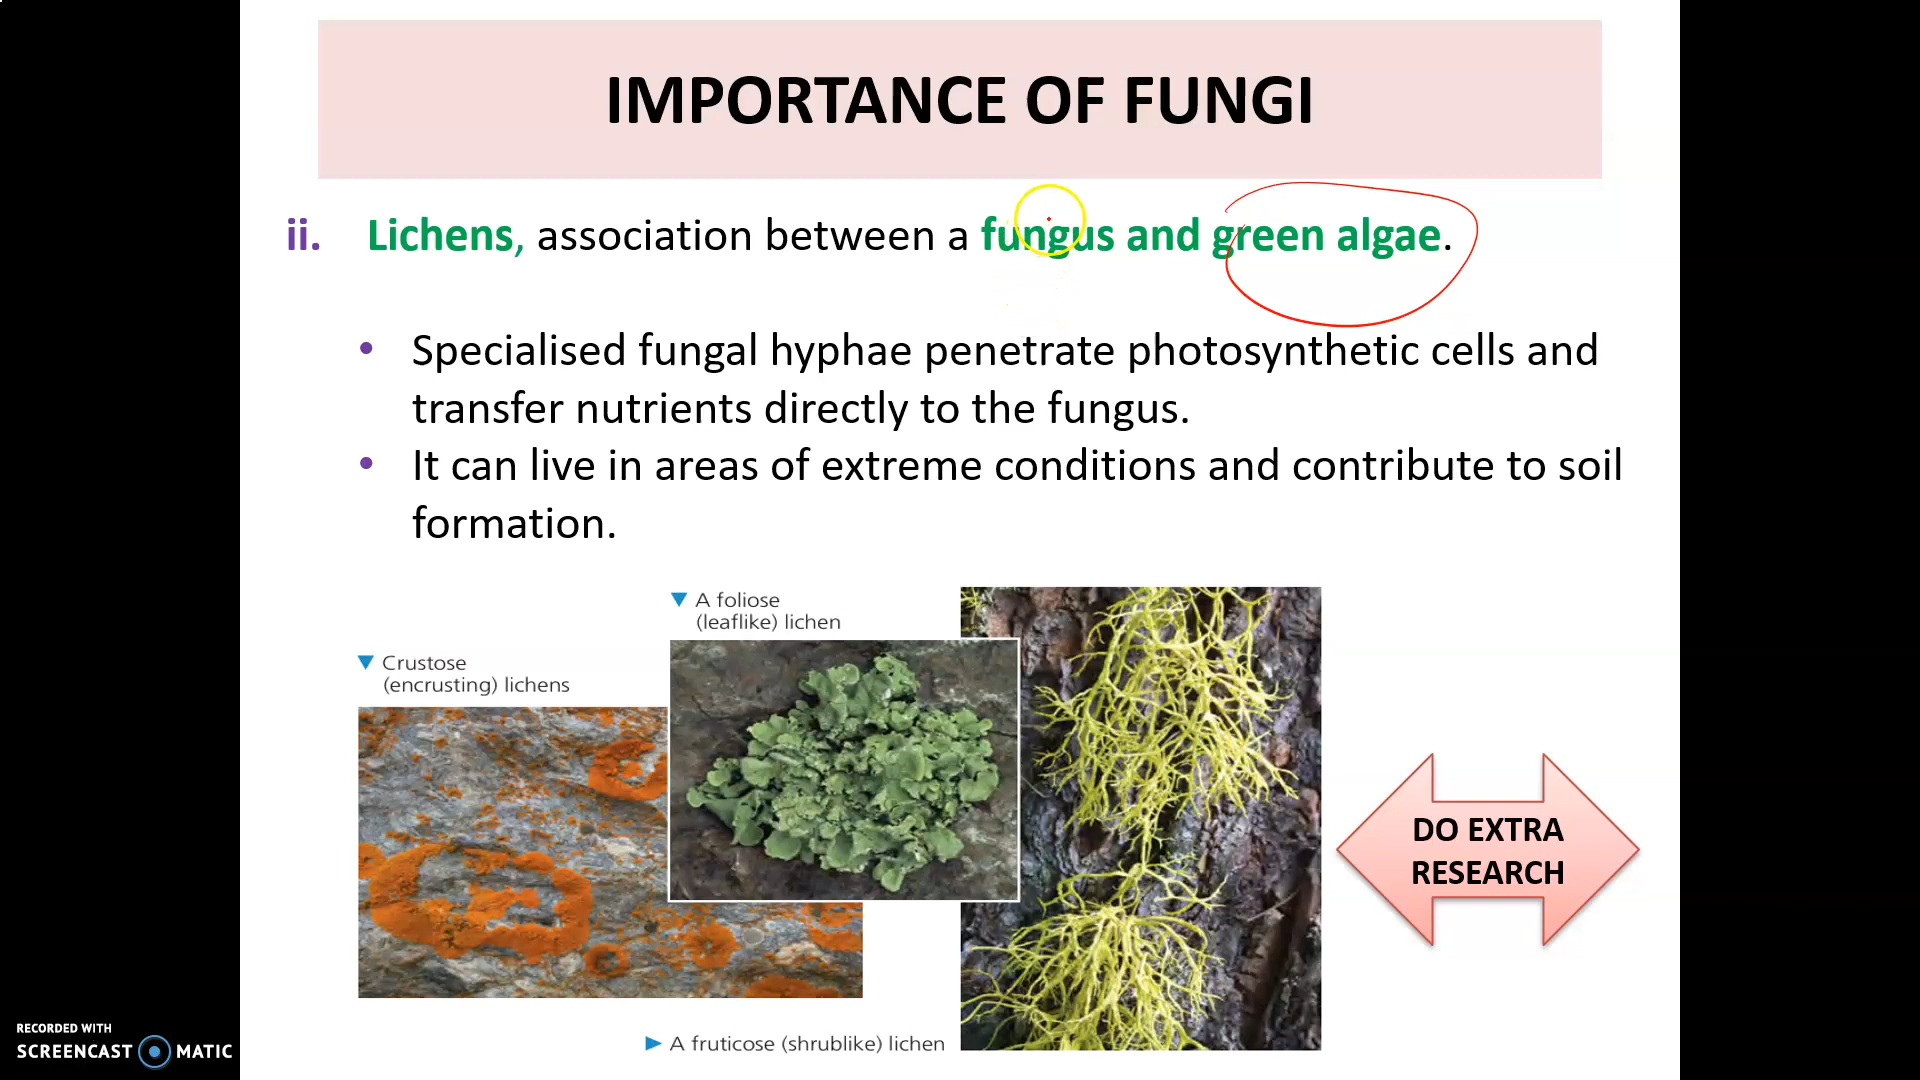 IMPORTANCE OF FUNGI
ii. Lichens, association between a fungus and green algae.
• Specialised fungal hyphae penetrate photosynthetic cells and
transfer nutrients directly to the fungus.
• It can live in areas of extreme conditions and contribute to soil
formation.
▼ A foliose
(leaflike) lichen
▼ Crustose
(encrusting) lichens
DO EXTRA
RESEARCH
► A fruticose (shrublike) lichen
RECORDED WITH
SCREENCAST MATIC